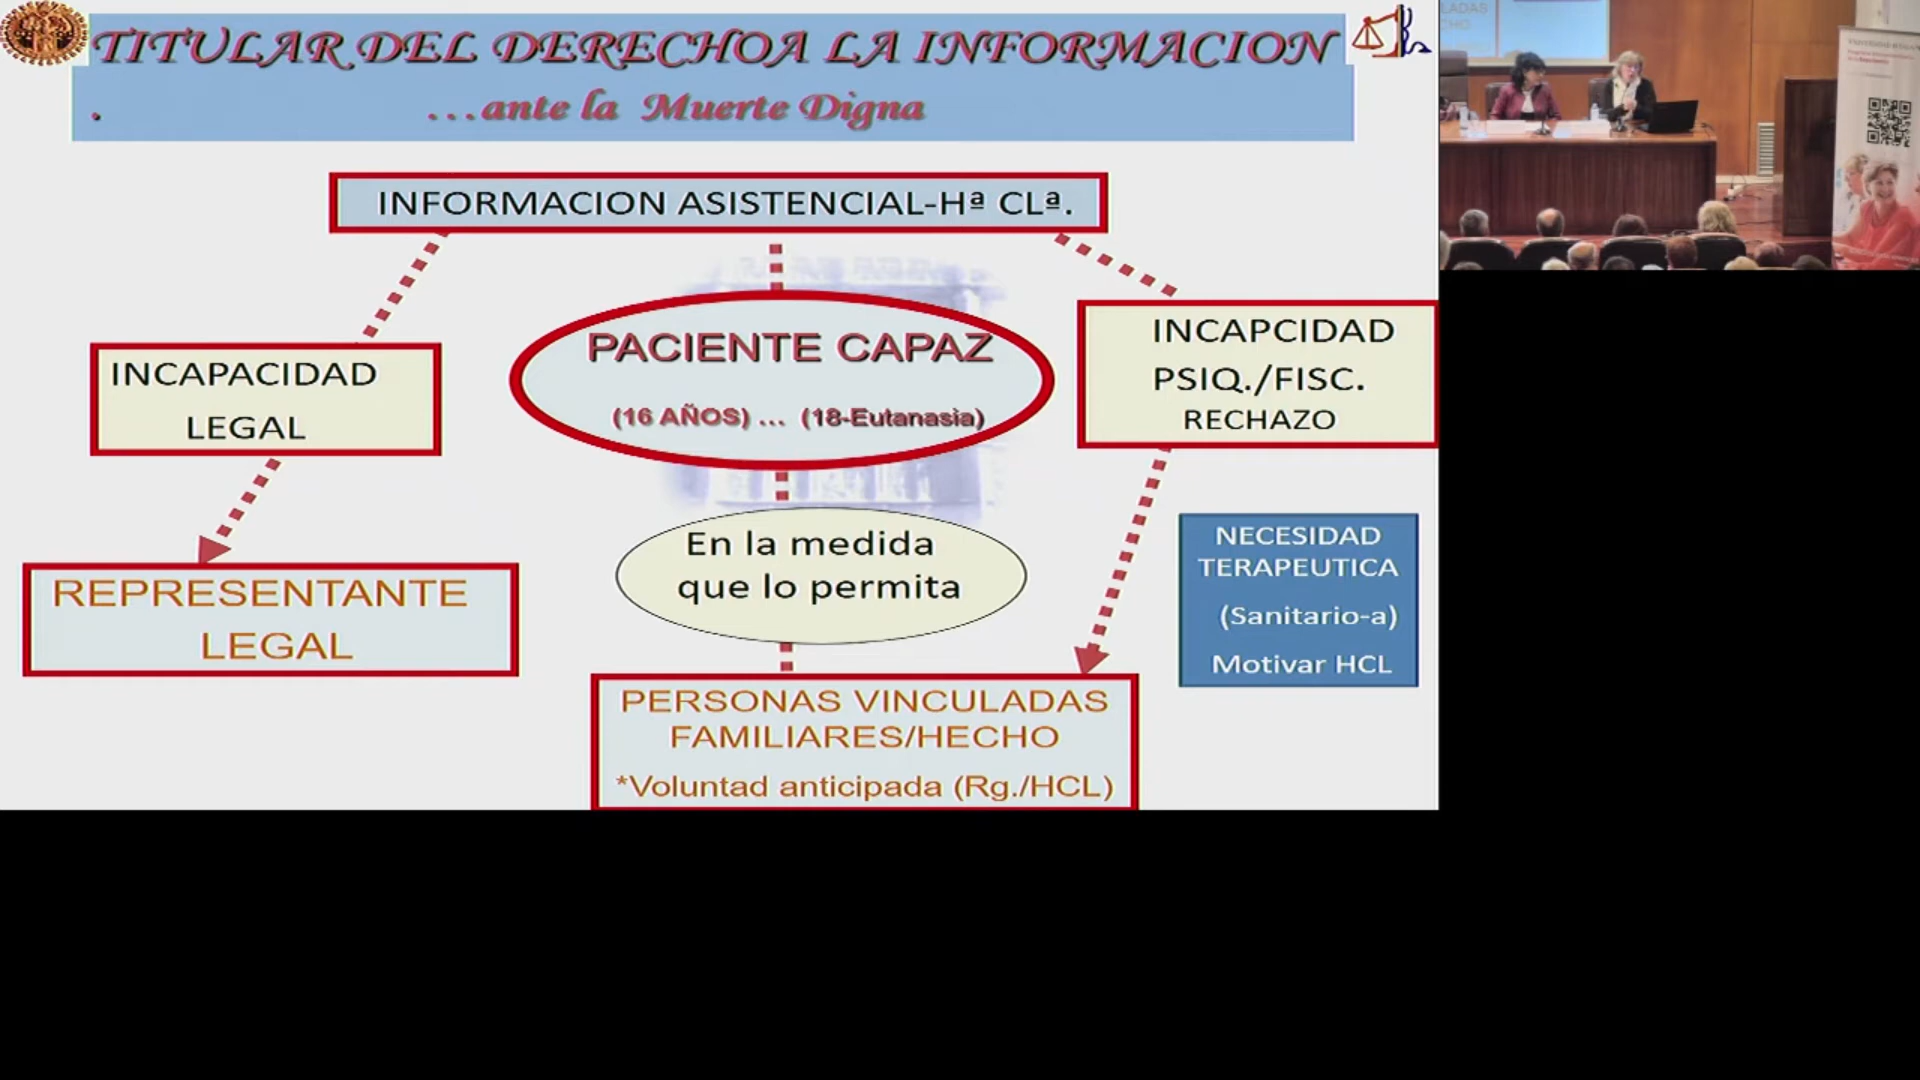 TITULAR DEL DERECHOA LA INFORMACION
. ...ante la Muerte Digna
INFORMACION ASISTENCIAL-Hª CLª.
INCAPACIDAD
LEGAL
PACIENTE CAPAZ
(16 AÑOS) ... (18-Eutanasia)
INCAPCIDAD
PSIQ./FISC.
RECHAZO
REPRESENTANTE
LEGAL
En la medida
que lo permita
NECESIDAD
TERAPEUTICA
(Sanitario-a)
Motivar HCL
PERSONAS VINCULADAS
FAMILIARES/HECHO
*Voluntad anticipada (Rg./HCL)